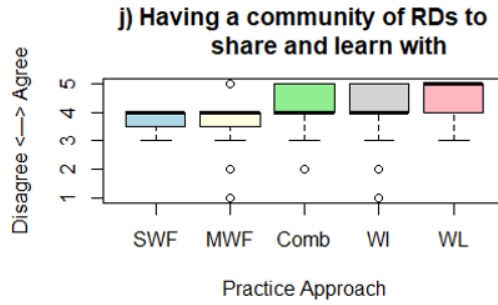 j) Having a community of RDs to
share and learn with
Disagree <—> Agree
5
4
3
2
1
SWF MWF Comb WI WL
Practice Approach